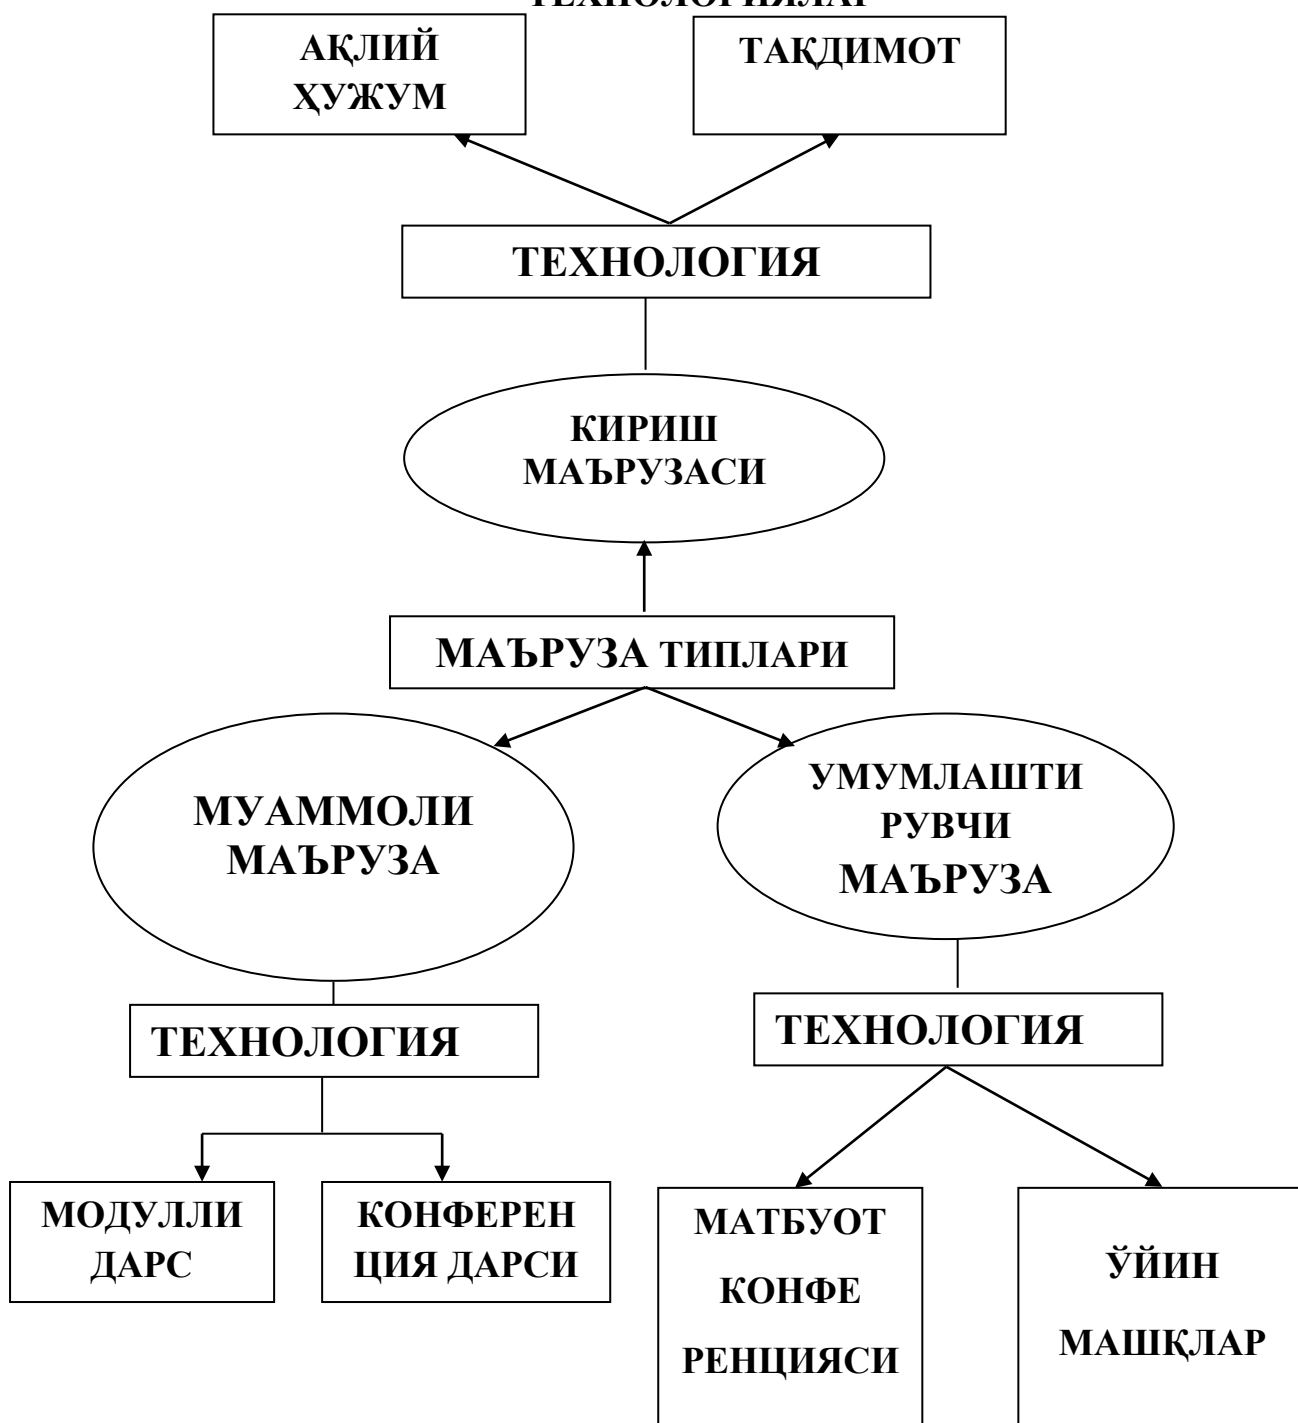 ТЕХНОЛОГИЯЛАР
АҚЛИЙ
ҲУЖУМ
ТАҚДИМОТ
ТЕХНОЛОГИЯ
КИРИШ
МАЪРУЗАСИ
МАЪРУЗА ТИПЛАРИ
МУАММОЛИ
МАЪРУЗА
УМУМЛАШТИ
РУВЧИ
МАЪРУЗА
ТЕХНОЛОГИЯ
ТЕХНОЛОГИЯ
МОДУЛЛИ
ДАРС
КОНФЕРЕН
ЦИЯ ДАРСИ
МАТБУОТ
КОНФЕ
РЕНЦИЯСИ
ЎЙИН
МАШҚЛАР